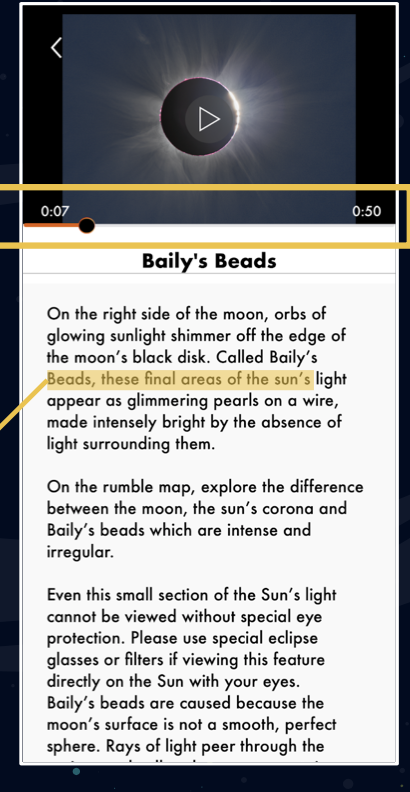 0:07 0:50
Baily's Beads
On the right side of the moon, orbs of
glowing sunlight shimmer off the edge of
the moon's black disk. Called Baily's
Beads, these final areas of the sun's light
appear as glimmering pearls on a wire,
made intensely bright by the absence of
light surrounding them.
On the rumble map, explore the difference
between the moon, the sun's corona and
Baily's beads which are intense and
irregular.
Even this small section of the Sun's light
cannot be viewed without special eye
protection. Please use special eclipse
glasses or filters if viewing this feature
directly on the Sun with your eyes.
Baily's beads are caused because the
moon's surface is not a smooth, perfect
sphere. Rays of light peer through the